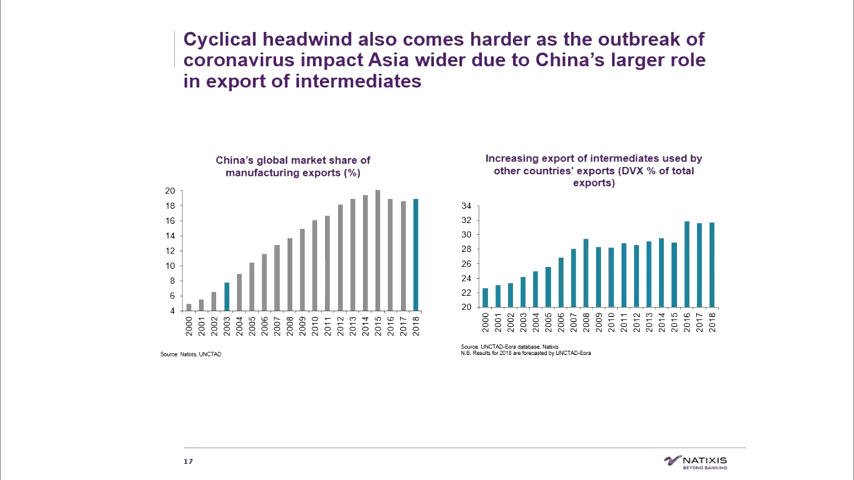 Cyclical headwind also comes harder as the outbreak of
coronavirus impact Asia wider due to China's larger role
in export of intermediates
China's global market share of
manufacturing exports (%)
20
18
16
14
12
10
8
6
4
2000 2001 2002 2003 2004 2005 2006 2007 2008 2009 2010 2011 2012 2013 2014 2015 2016 2017 2018
Source: Natixis, UNCTAD
Increasing export of intermediates used by
other countries' exports (DVX % of total
exports)
34
32
30
28
26
24
22
20
2000 2001 2002 2003 2004 2005 2006 2007 2008 2009 2010 2011 2012 2013 2014 2015 2016 2017 2018
Source: UNCTAD-Eora database, Natixis
N.B. Results for 2018 are forecasted by UNCTAD-Eora
17
NATIXIS
BEYOND BANKING